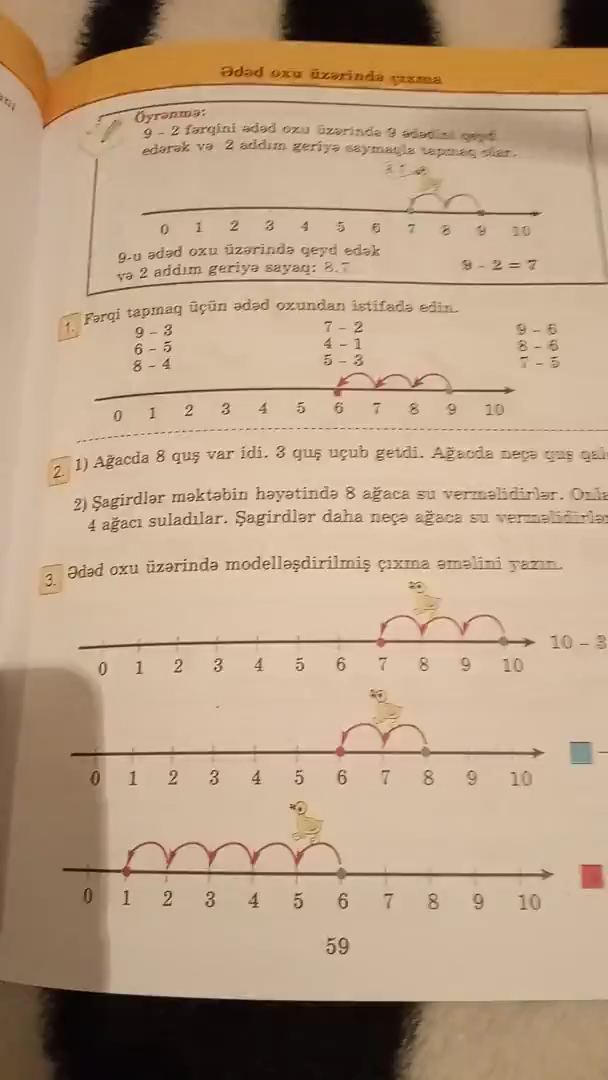 Ədəd oxu üzərində çıxma
Öyrənmə:
9 - 2 fərqini ədəd oxu üzərində 9 ədədini qeyd
edərək və 2 addım geriyə saymaqla tapmaq olar.
0 1 2 3 4 5 6 7 8 9 10
9-u ədəd oxu üzərində qeyd edək
və 2 addım geriyə sayaq: 8,7
9 - 2 = 7
1. Fərqi tapmaq üçün ədəd oxundan istifadə edin.
9 - 3 7 - 2 9 - 6
6 - 5 4 - 1 8 - 6
8 - 4 5 - 3 7 - 5
0 1 2 3 4 5 6 7 8 9 10
2. 1) Ağacda 8 quş var idi. 3 quş uçub getdi. Ağacda neçə quş
2) Şagirdlər məktəbin həyətində 8 ağaca su verməlidirlər.
4 ağacı suladılar. Şagirdlər daha neçə ağaca su
3. Ədəd oxu üzərində modelləşdirilmiş çıxma əməlini yazın.
0 1 2 3 4 5 6 7 8 9 10
10 - 3
0 1 2 3 4 5 6 7 8 9 10
-
0 1 2 3 4 5 6 7 8 9 10
59